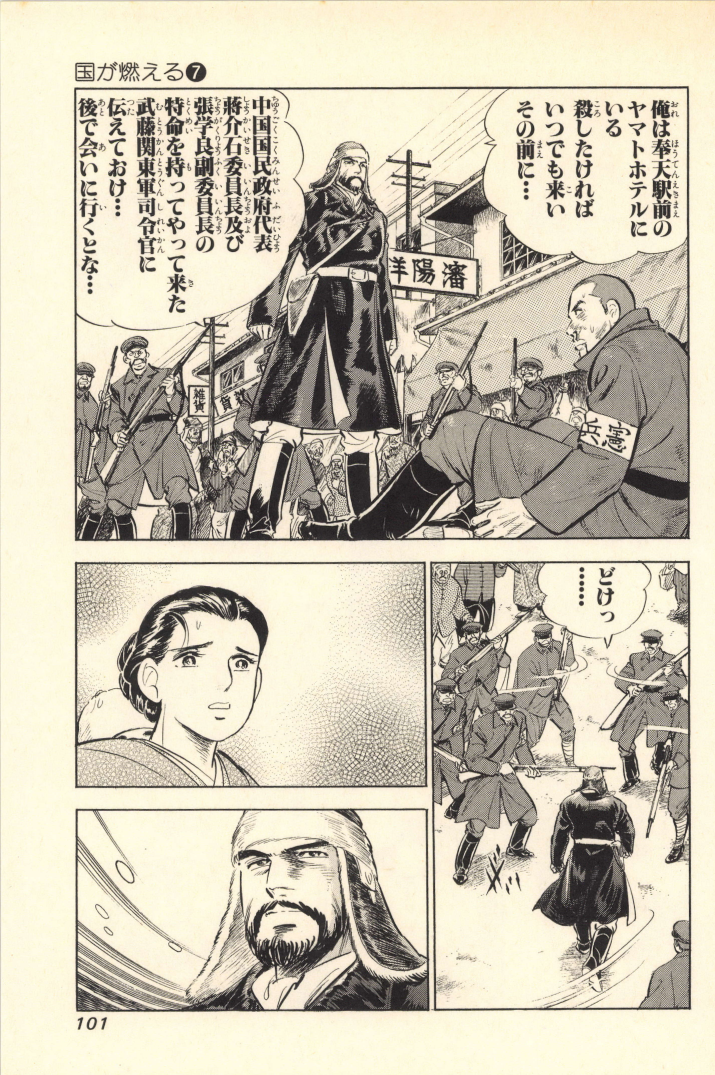 国が燃える❼
俺は奉天駅前の
ヤマトホテルに
いる
殺したければ
いつでも来い
その前に…
中国国民政府代表
蔣介石委員長及び
張学良副委員長の
特命を持ってやって来た
武藤関東軍司令官に
伝えておけ…
後で会いに行くとな…
瀋陽洋
雑貨
憲兵
どけっ
……
101